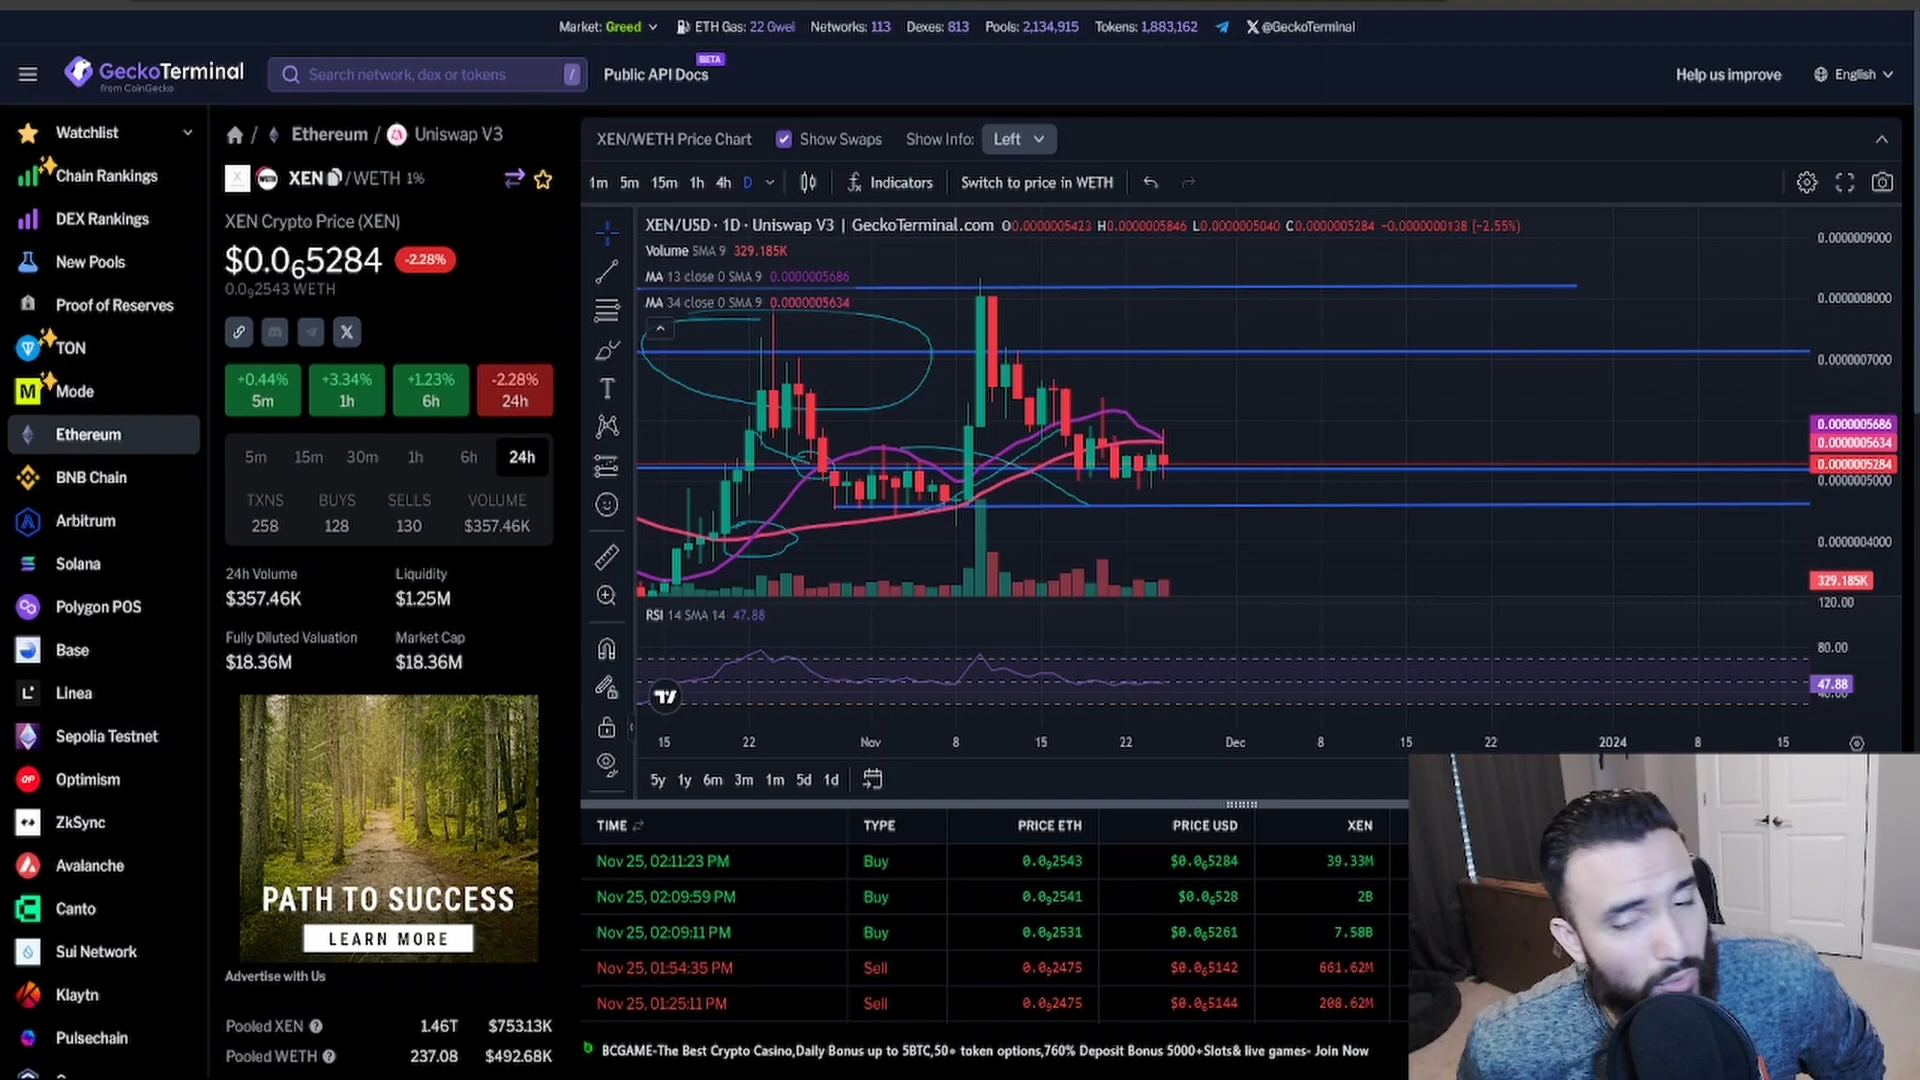 Market: Greed ETH Gas: 22 Gwei Networks: 113 Dexes: 813 Pools: 2,134,915 Tokens: 1,883,162 @GeckoTerminal
GeckoTerminal
from CoinGecko
Search network, dex or tokens /
Public API Docs BETA
Help us improve
English
Watchlist
Chain Rankings
DEX Rankings
New Pools
Proof of Reserves
TON
Mode
Ethereum
BNB Chain
Arbitrum
Solana
Polygon POS
Base
Linea
Sepolia Testnet
Optimism
ZkSync
Avalanche
Canto
Sui Network
Klaytn
Pulsechain
/ Ethereum / Uniswap V3
XEN /WETH 1%
XEN Crypto Price (XEN)
$0.0₆5284 -2.28%
0.0₉2543 WETH
+0.44% +3.34% +1.23% -2.28%
5m 1h 6h 24h
5m 15m 30m 1h 6h 24h
TXNS BUYS SELLS VOLUME
258 128 130 $357.46K
24h Volume Liquidity
$357.46K $1.25M
Fully Diluted Valuation Market Cap
$18.36M $18.36M
PATH TO SUCCESS
LEARN MORE
Advertise with Us
Pooled XEN 1.46T $753.13K
Pooled WETH 237.08 $492.68K
XEN/WETH Price Chart Show Swaps Show Info: Left
1m 5m 15m 1h 4h D Indicators Switch to price in WETH
XEN/USD · 1D · Uniswap V3 | GeckoTerminal.com O0.0000005423 H0.0000005846 L0.0000005040 C0.0000005284 -0.0000000138 (-2.55%)
Volume SMA 9 329.185K
MA 13 close 0 SMA 9 0.0000005686
MA 34 close 0 SMA 9 0.0000005634
0.0000009000
0.0000008000
0.0000007000
0.0000005686
0.0000005634
0.0000005284
0.0000005000
0.0000004000
329.185K
120.00
RSI 14 SMA 14 47.88
80.00
47.88
15 22 Nov 8 15 22 Dec 8 15 22 2024 8 15
5y 1y 6m 3m 1m 5d 1d
TIME TYPE PRICE ETH PRICE USD XEN
Nov 25, 02:11:23 PM Buy 0.0₉2543 $0.0₆5284 39.33M
Nov 25, 02:09:59 PM Buy 0.0₉2541 $0.0₆528 2B
Nov 25, 02:09:11 PM Buy 0.0₉2531 $0.0₆5261 7.58B
Nov 25, 01:54:35 PM Sell 0.0₉2475 $0.0₆5142 661.62M
Nov 25, 01:25:11 PM Sell 0.0₉2475 $0.0₆5144 208.62M
BCGAME-The Best Crypto Casino,Daily Bonus up to 5BTC,50+ token options,760% Deposit Bonus 5000+Slots& live games- Join Now